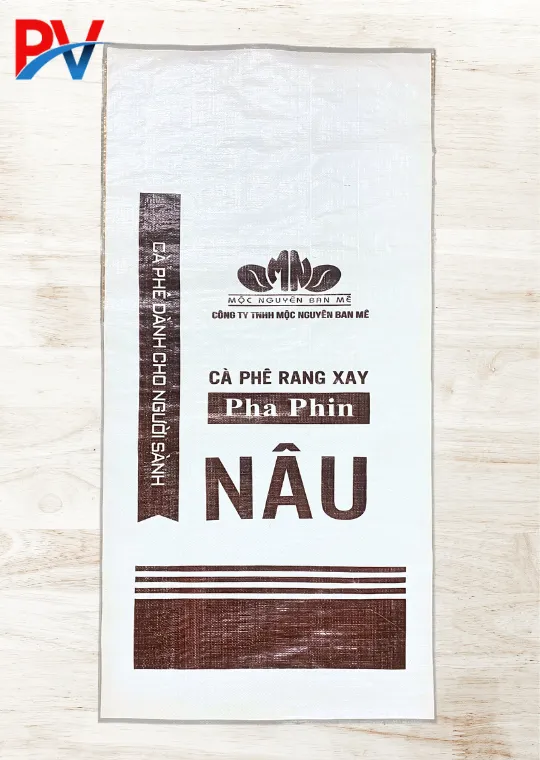 PV
CÀ PHÊ DÀNH CHO NGƯỜI SÀNH
MN
MỘC NGUYÊN BAN MÊ
CÔNG TY TNHH MỘC NGUYÊN BAN MÊ
CÀ PHÊ RANG XAY
Pha Phin
NÂU